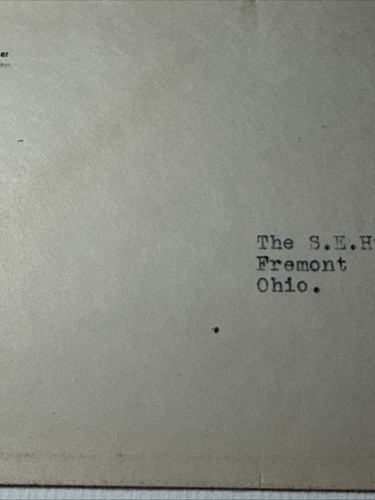 The S.E.H
Fremont
Ohio.